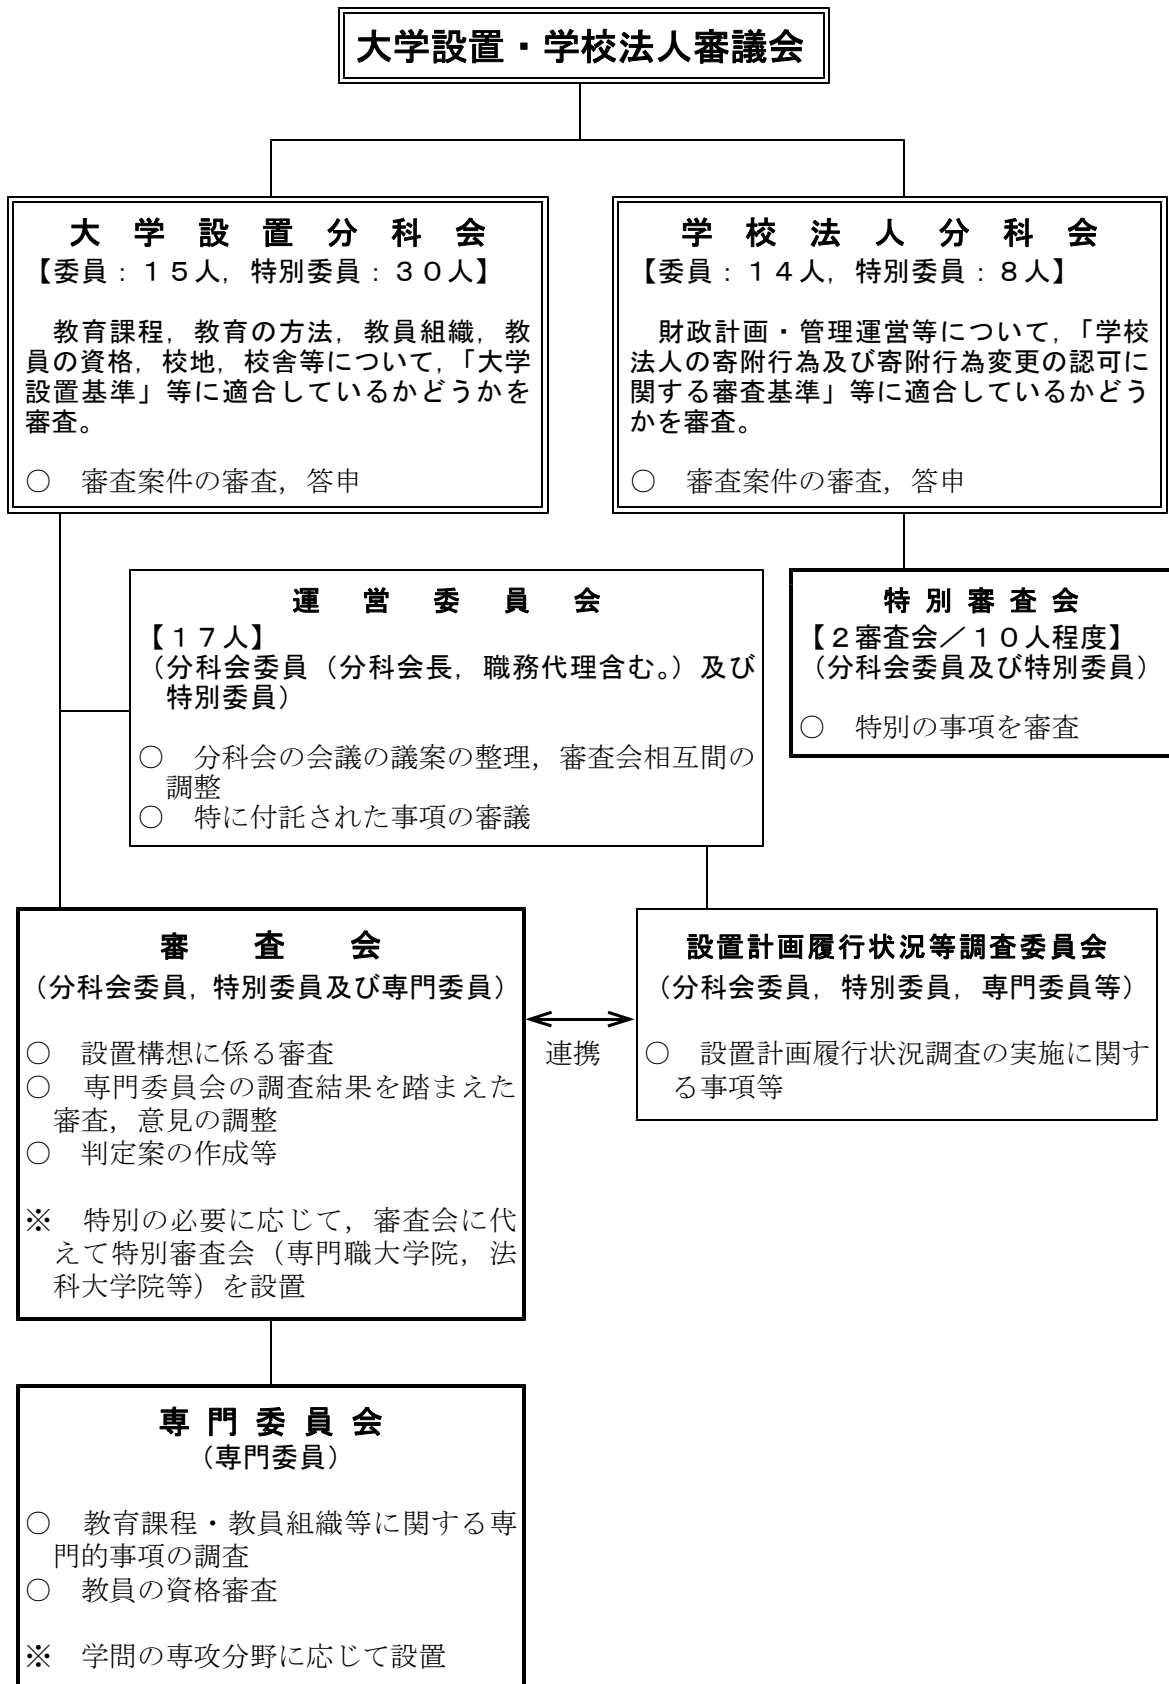 大学設置・学校法人審議会
大学設置分科会
【委員：１５人，特別委員：３０人】
教育課程，教育の方法，教員組織，教
員の資格，校地，校舎等について，「大学
設置基準」等に適合しているかどうかを
審査。
○　審査案件の審査，答申
学校法人分科会
【委員：１４人，特別委員：８人】
財政計画・管理運営等について，「学校
法人の寄附行為及び寄附行為変更の認可に
関する審査基準」等に適合しているかどう
かを審査。
○　審査案件の審査，答申
運営委員会
【１７人】
（分科会委員（分科会長，職務代理含む。）及び
特別委員）
○　分科会の会議の議案の整理，審査会相互間の
調整
○　特に付託された事項の審議
特別審査会
【２審査会／１０人程度】
（分科会委員及び特別委員）
○　特別の事項を審査
審査会
（分科会委員，特別委員及び専門委員）
○　設置構想に係る審査
○　専門委員会の調査結果を踏まえた
審査，意見の調整
○　判定案の作成等
※　特別の必要に応じて，審査会に代
えて特別審査会（専門職大学院，法
科大学院等）を設置
連携
設置計画履行状況等調査委員会
（分科会委員，特別委員，専門委員等）
○　設置計画履行状況調査の実施に関す
る事項等
専門委員会
（専門委員）
○　教育課程・教員組織等に関する専
門的事項の調査
○　教員の資格審査
※　学問の専攻分野に応じて設置